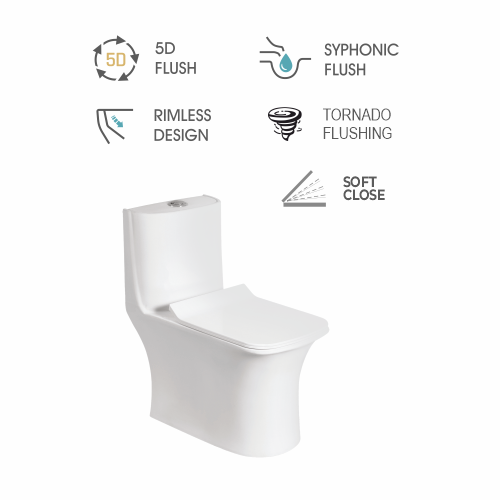 5D
5D
FLUSH
SYPHONIC
FLUSH
RIMLESS
DESIGN
TORNADO
FLUSHING
SOFT
CLOSE